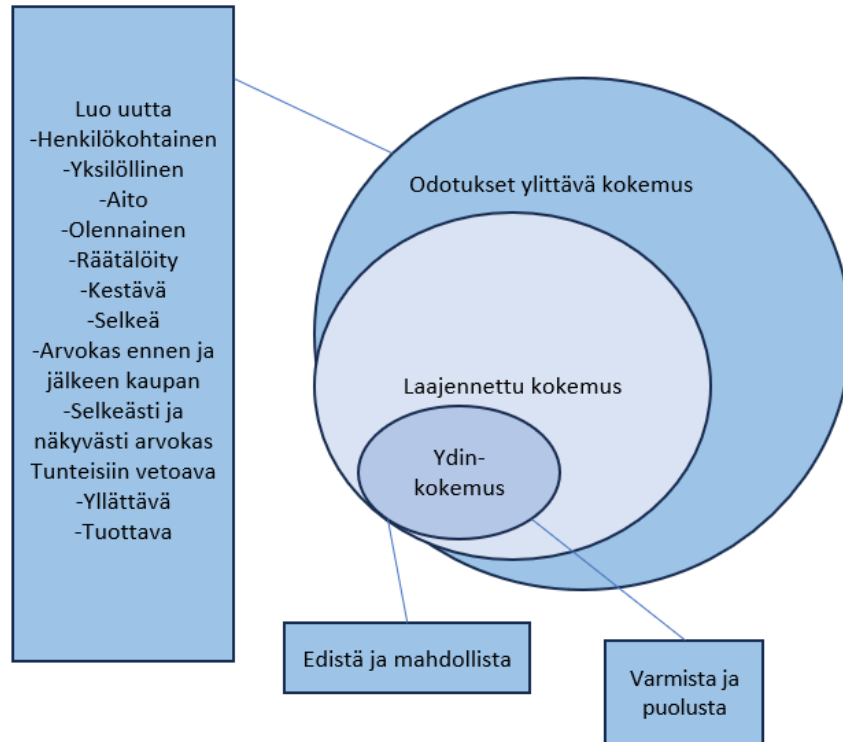 Luo uutta
-Henkilökohtainen
-Yksilöllinen
-Aito
-Olennainen
-Räätälöity
-Kestävä
-Selkeä
-Arvokas ennen ja
jälkeen kaupan
-Selkeästi ja
näkyvästi arvokas
Tunteisiin vetoava
-Yllättävä
-Tuottava
Odotukset ylittävä kokemus
Laajennettu kokemus
Ydin-
kokemus
Edistä ja mahdollista
Varmista ja
puolusta